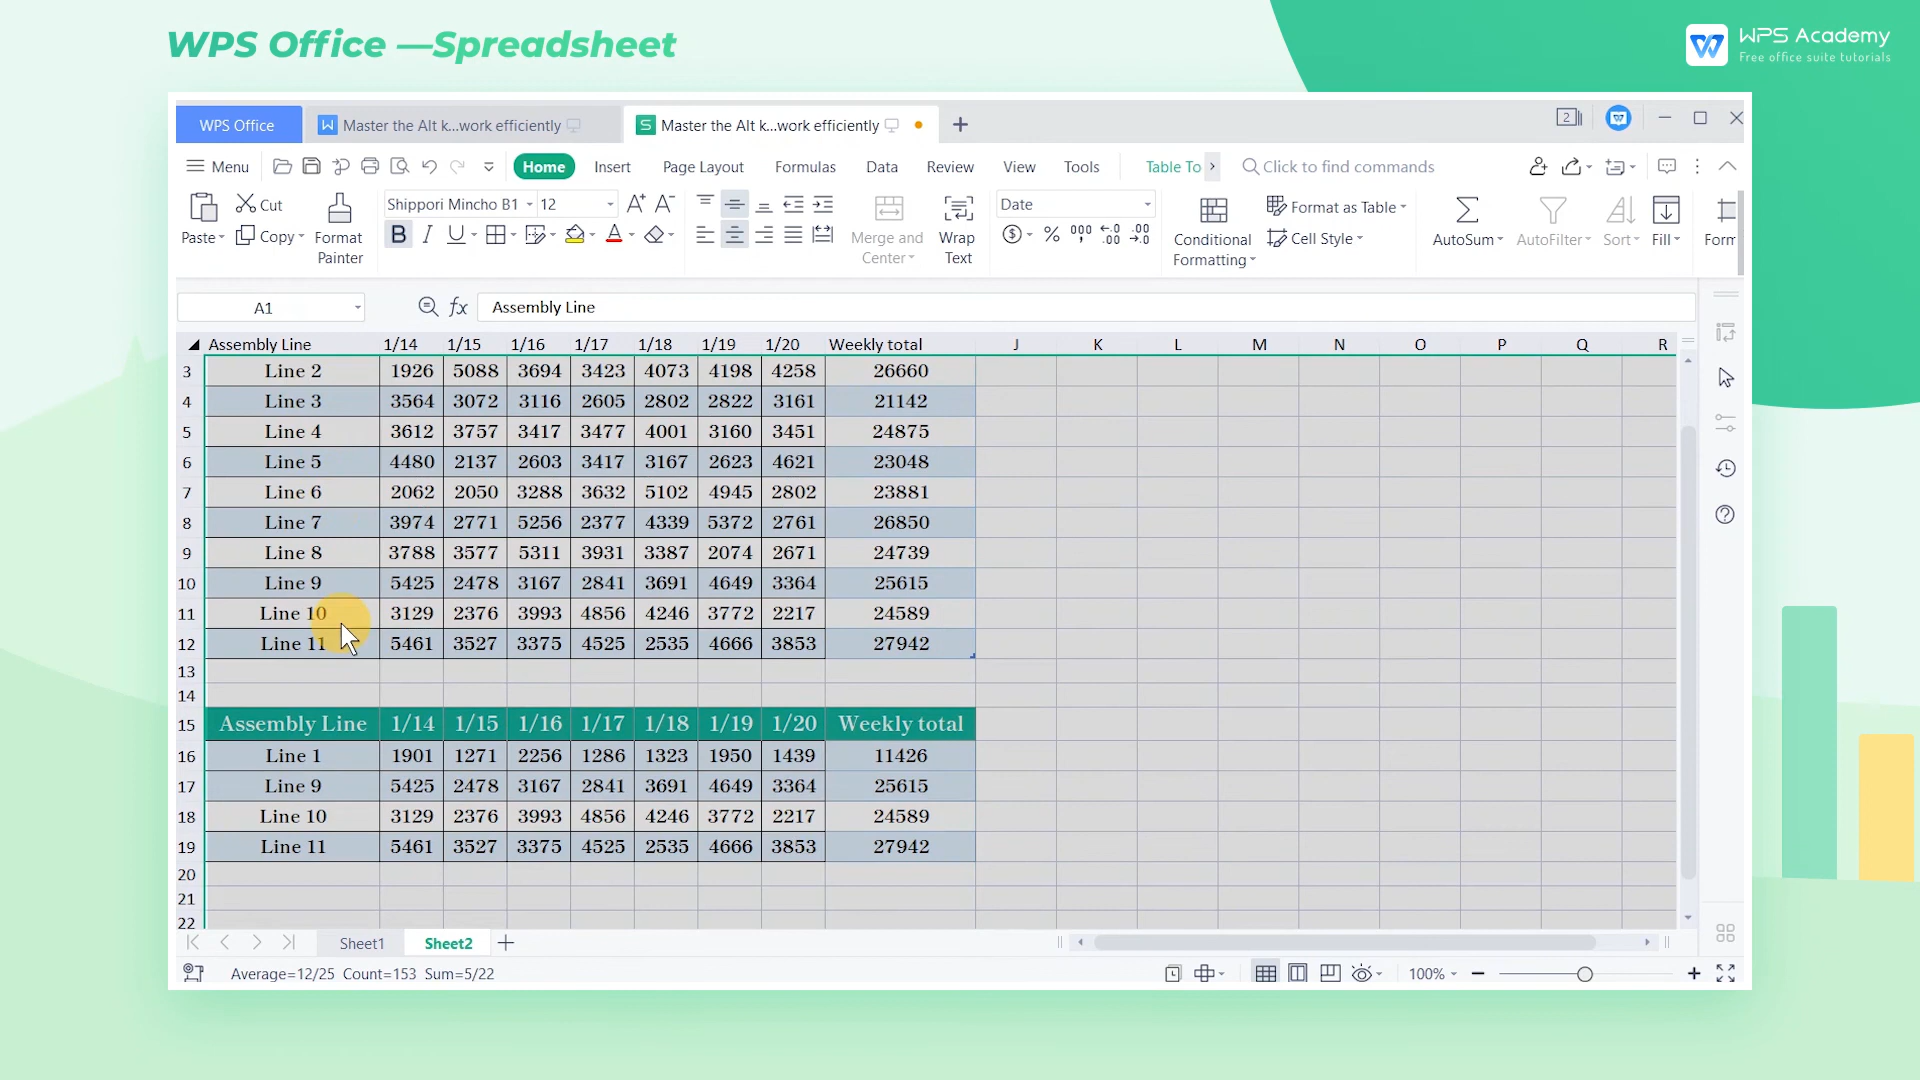 WPS Office —Spreadsheet
WPS Academy
Free office suite tutorials
WPS Office
Master the Alt k...work efficiently
Master the Alt k...work efficiently
2
Menu
Home
Insert
Page Layout
Formulas
Data
Review
View
Tools
Table To
Click to find commands
Paste
Cut
Copy
Format
Painter
Shippori Mincho B1
12
Merge and
Center
Wrap
Text
Date
Conditional
Formatting
Format as Table
Cell Style
AutoSum
AutoFilter
Sort
Fill
Form
A1
fx
Assembly Line
Assembly Line 1/14 1/15 1/16 1/17 1/18 1/19 1/20 Weekly total J K L M N O P Q R
3 Line 2 1926 5088 3694 3423 4073 4198 4258 26660
4 Line 3 3564 3072 3116 2605 2802 2822 3161 21142
5 Line 4 3612 3757 3417 3477 4001 3160 3451 24875
6 Line 5 4480 2137 2603 3417 3167 2623 4621 23048
7 Line 6 2062 2050 3288 3632 5102 4945 2802 23881
8 Line 7 3974 2771 5256 2377 4339 5372 2761 26850
9 Line 8 3788 3577 5311 3931 3387 2074 2671 24739
10 Line 9 5425 2478 3167 2841 3691 4649 3364 25615
11 Line 10 3129 2376 3993 4856 4246 3772 2217 24589
12 Line 11 5461 3527 3375 4525 2535 4666 3853 27942
13
14
15 Assembly Line 1/14 1/15 1/16 1/17 1/18 1/19 1/20 Weekly total
16 Line 1 1901 1271 2256 1286 1323 1950 1439 11426
17 Line 9 5425 2478 3167 2841 3691 4649 3364 25615
18 Line 10 3129 2376 3993 4856 4246 3772 2217 24589
19 Line 11 5461 3527 3375 4525 2535 4666 3853 27942
20
21
22
Sheet1
Sheet2
Average=12/25 Count=153 Sum=5/22
100%